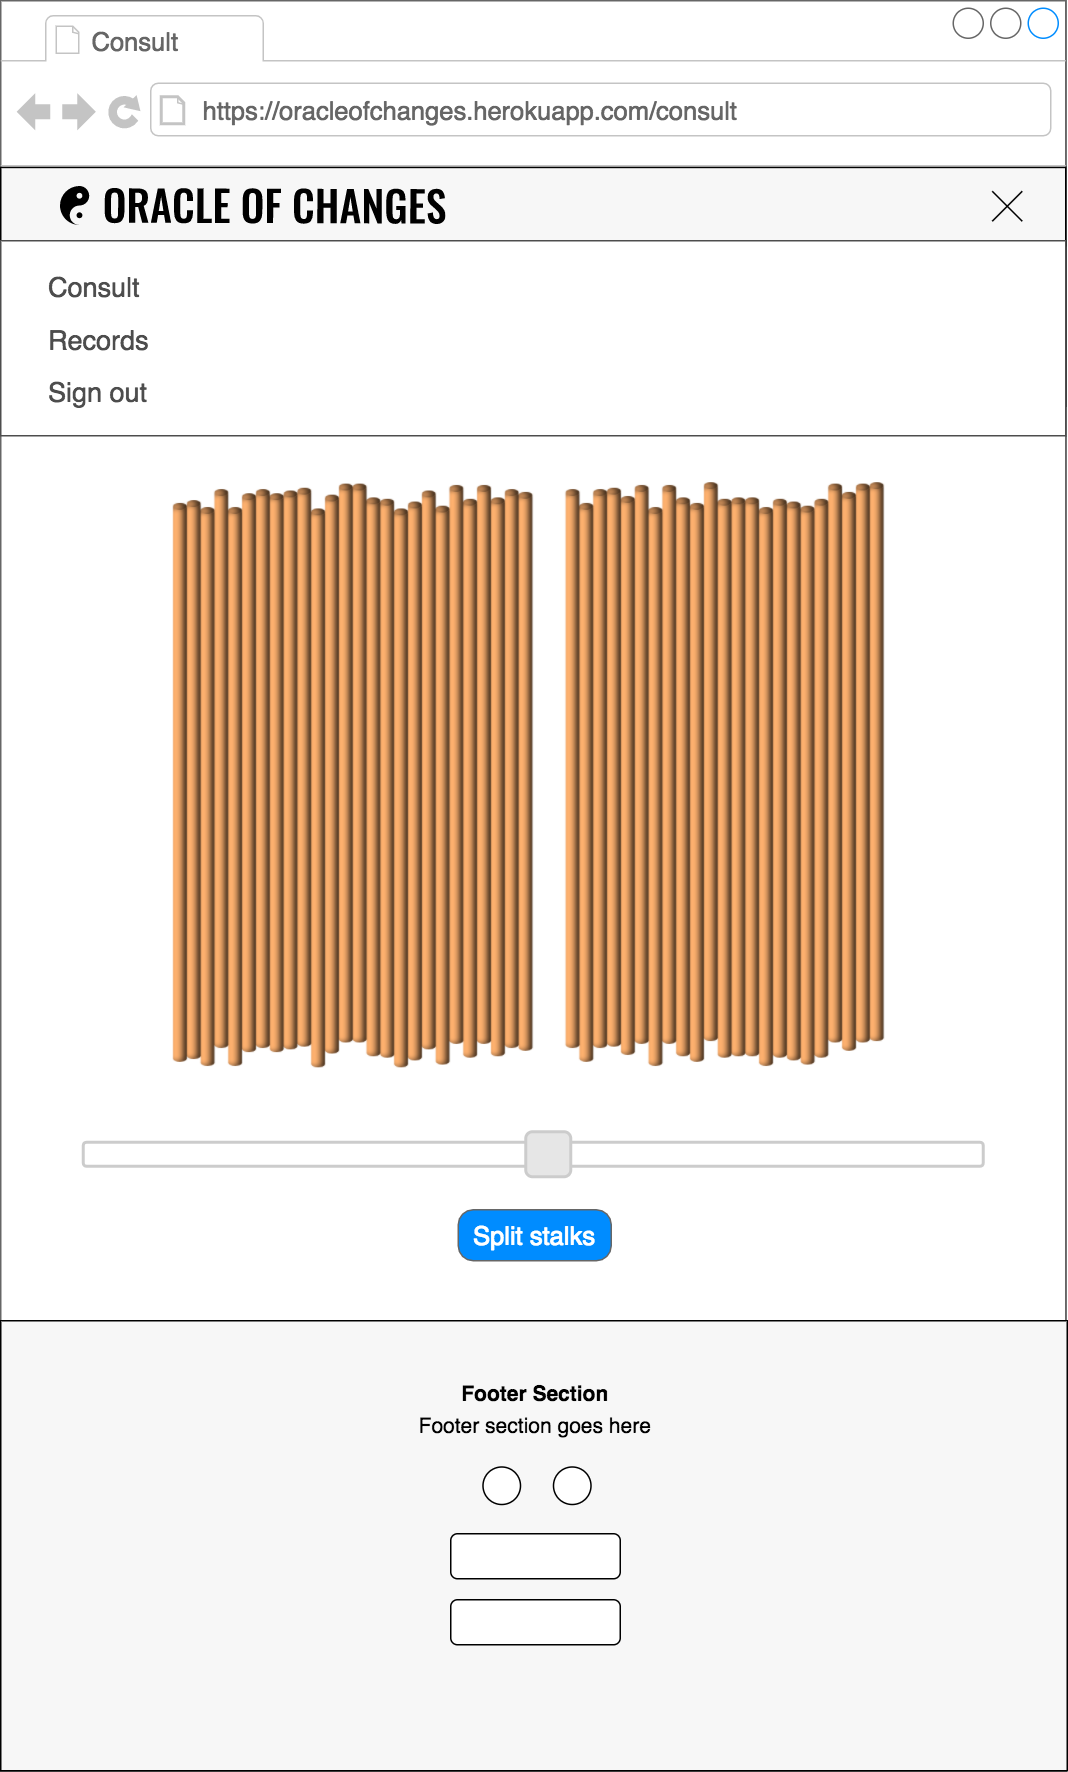 Consult
https://oracleofchanges.herokuapp.com/consult
ORACLE OF CHANGES
Consult
Records
Sign out
Split stalks
Footer Section
Footer section goes here